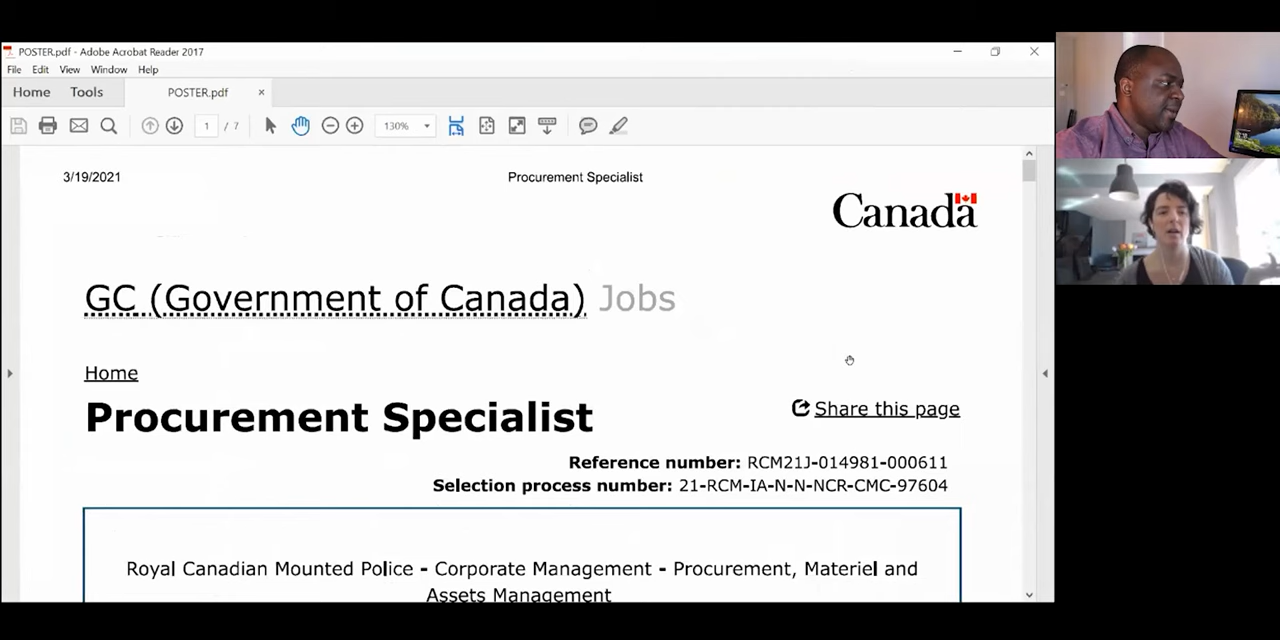 POSTER.pdf - Adobe Acrobat Reader 2017
File Edit View Window Help
Home Tools POSTER.pdf ×
1 / 7 130%
3/19/2021 Procurement Specialist
Canada
GC (Government of Canada) Jobs
Home
Procurement Specialist
Share this page
Reference number: RCM21J-014981-000611
Selection process number: 21-RCM-IA-N-N-NCR-CMC-97604
Royal Canadian Mounted Police - Corporate Management - Procurement, Materiel and
Assets Management